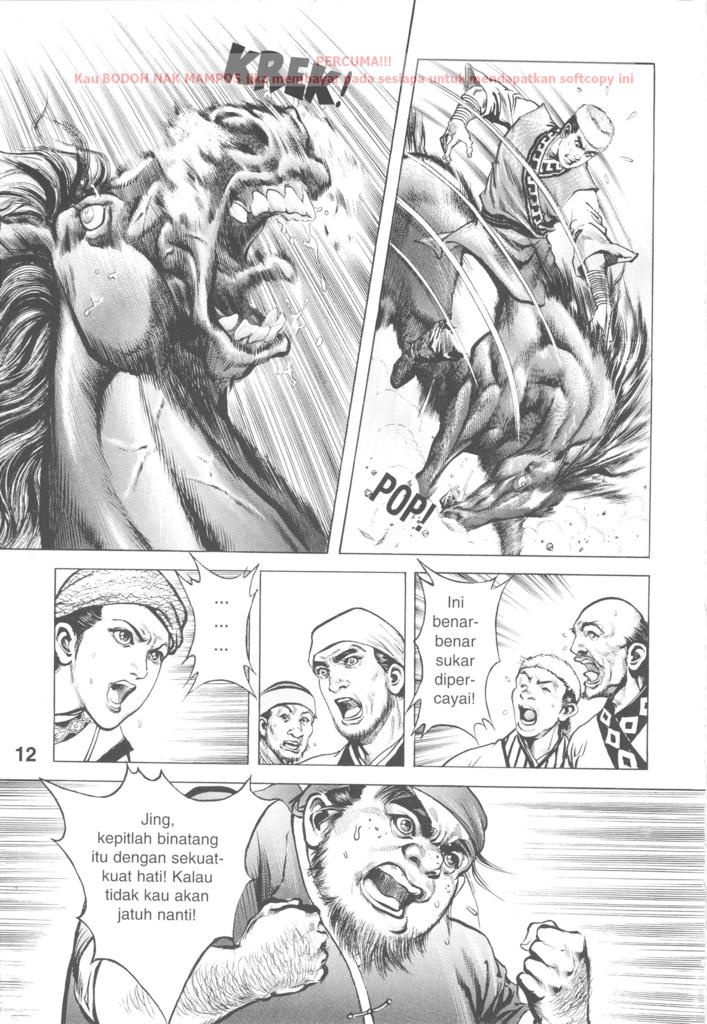 PERCUMA!!!
Kau BODOH NAK MAMPOS jika membayar pada sesiapa untuk mendapatkan softcopy ini
KREK!
POP!
...
...
...
Ini
benar-
benar
sukar
diper-
cayai!
12
Jing,
kepitlah binatang
itu dengan sekuat-
kuat hati! Kalau
tidak kau akan
jatuh nanti!